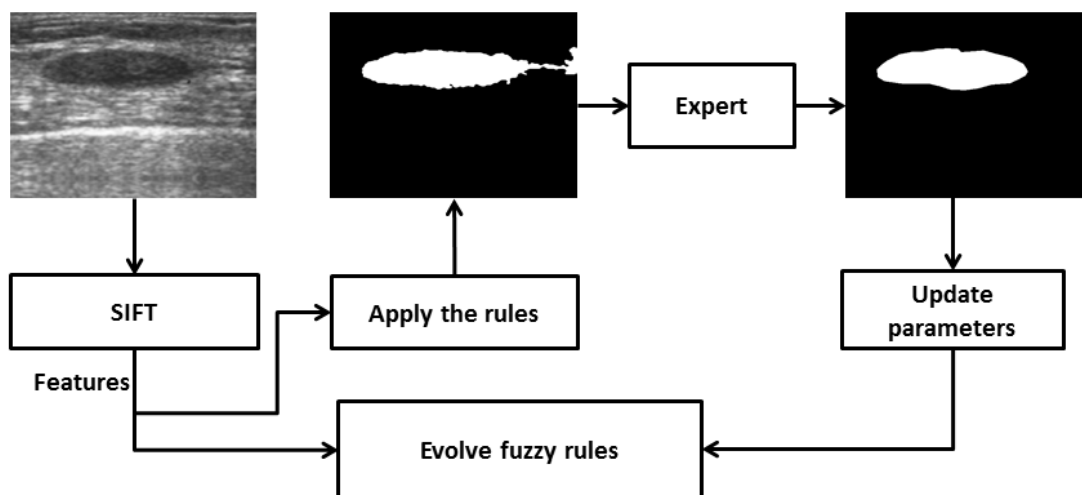 Expert
SIFT
Apply the rules
Update
parameters
Features
Evolve fuzzy rules